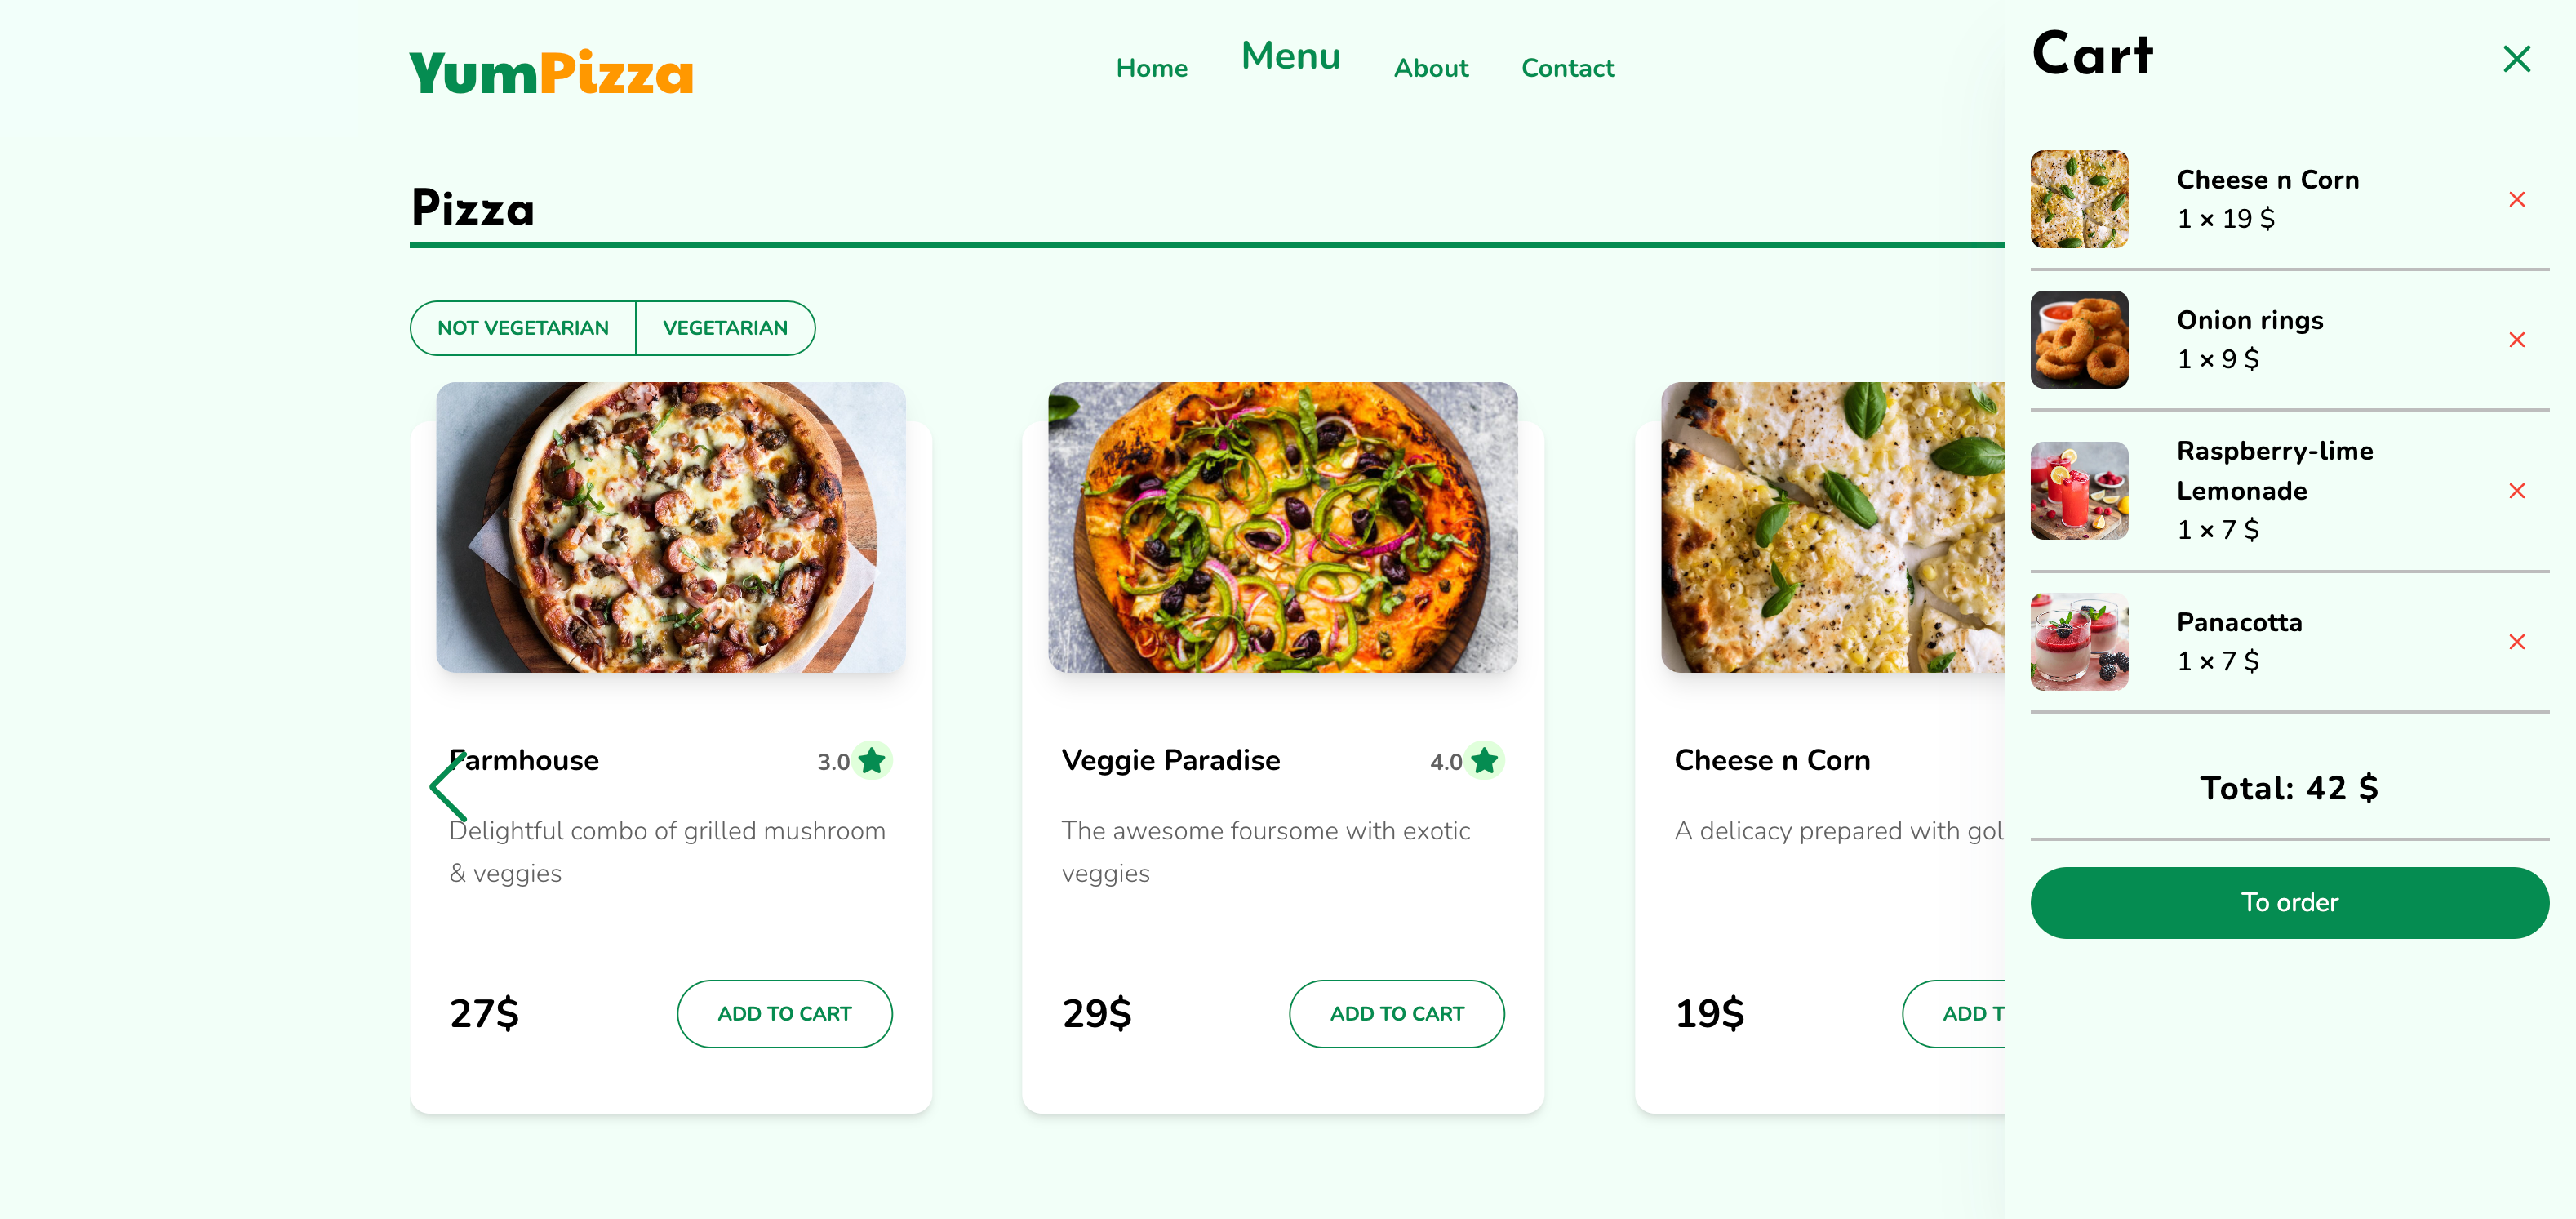 YumPizza
Home
Menu
About
Contact
Pizza
NOT VEGETARIAN
VEGETARIAN
Farmhouse
3.0
Delightful combo of grilled mushroom
& veggies
27$
ADD TO CART
Veggie Paradise
4.0
The awesome foursome with exotic
veggies
29$
ADD TO CART
Cheese n Corn
A delicacy prepared with
19$
ADD
Cart
Cheese n Corn
1 × 19 $
Onion rings
1 × 9 $
Raspberry-lime
Lemonade
1 × 7 $
Panacotta
1 × 7 $
Total: 42 $
To order